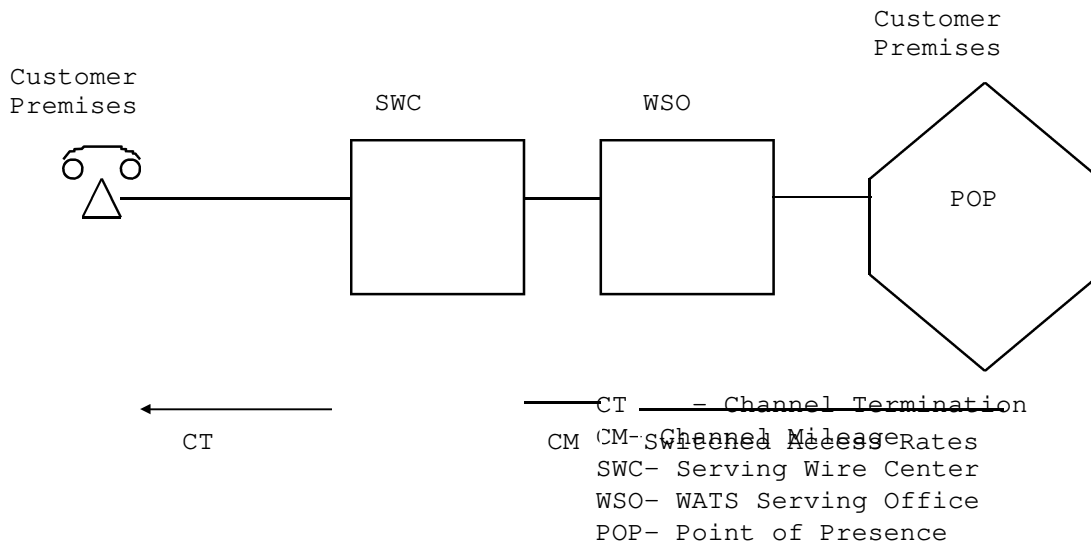 Customer
Premises
Customer
Premises
SWC
WSO
POP
CT - Channel Termination
CT
CM
Switched Access Rates
CM- Channel Mileage
SWC- Serving Wire Center
WSO- WATS Serving Office
POP- Point of Presence